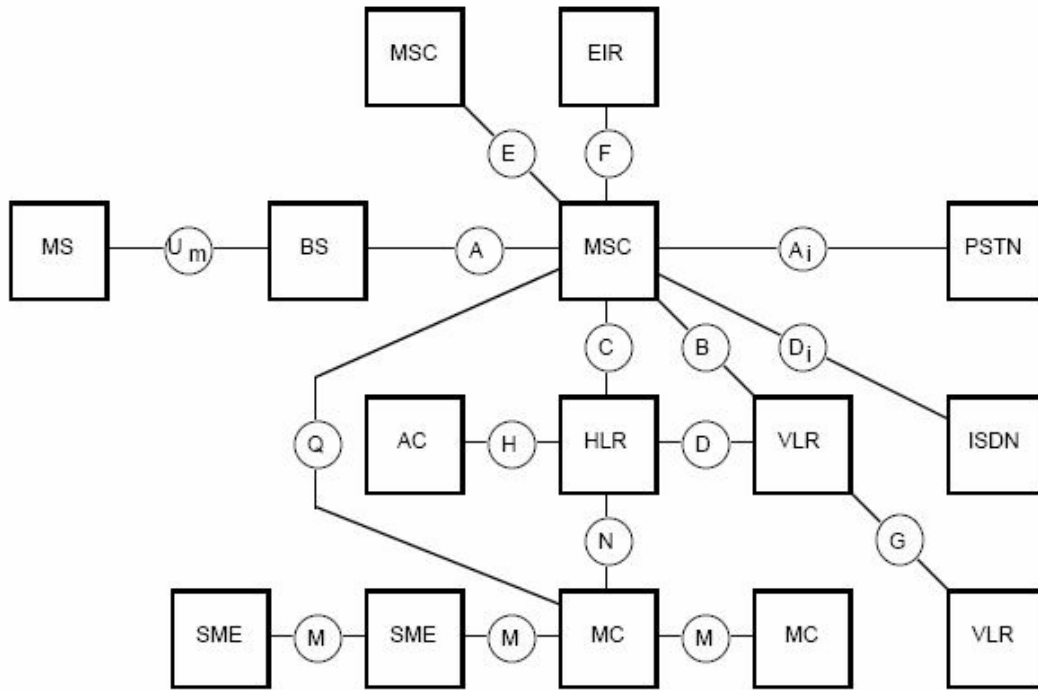 MSC EIR
E F
MS Um BS A MSC Ai PSTN
C B Di
Q AC H HLR D VLR ISDN
N G
SME M SME M MC M MC VLR